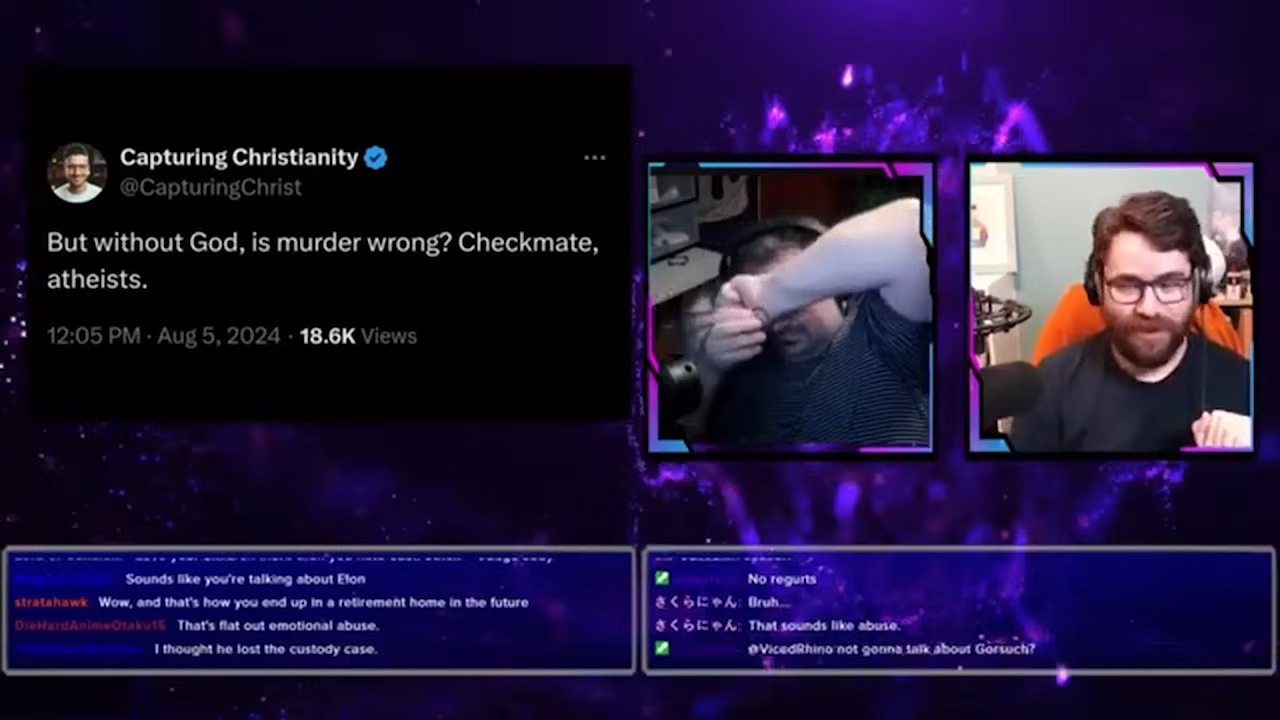 Capturing Christianity
@CapturingChrist
But without God, is murder wrong? Checkmate,
atheists.
12:05 PM · Aug 5, 2024 · 18.6K Views
Sounds like you're talking about Elon
stratahawk: Wow, and that's how you end up in a retirement home in the future
DieHardAnimeOtaku15 That's flat out emotional abuse.
I thought he lost the custody case.
No regurts
さくらにゃん: Bruh...
さくらにゃん: That sounds like abuse.
@VicedRhino not gonna talk about Gorsuch?